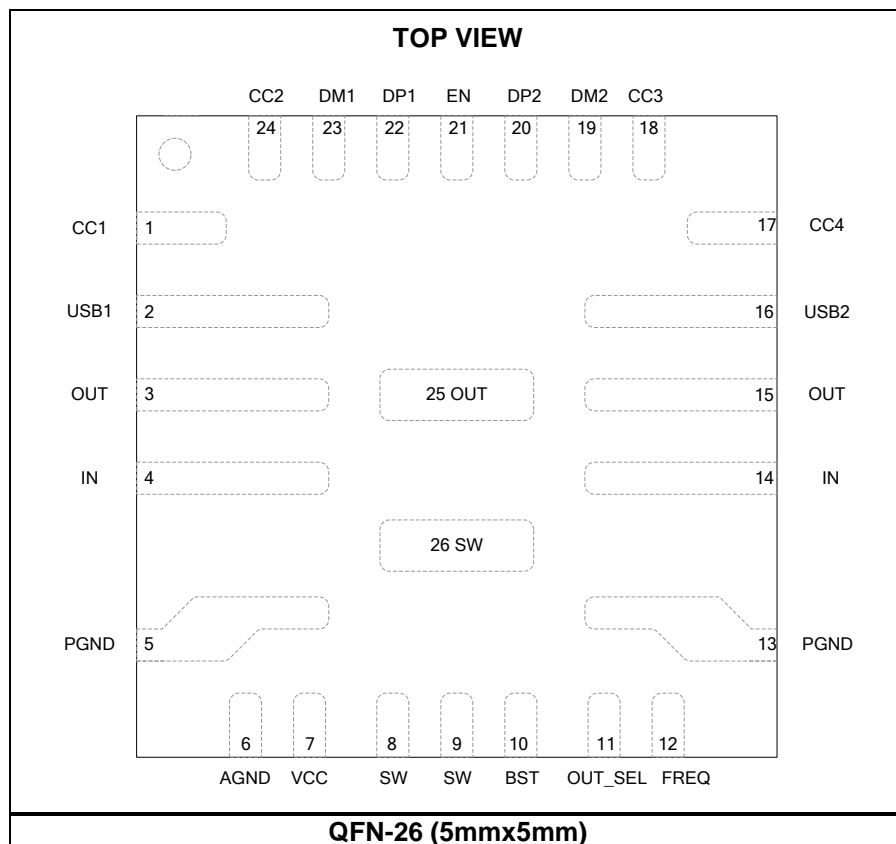 TOP VIEW
CC2 DM1 DP1 EN DP2 DM2 CC3
24 23 22 21 20 19 18
CC1 1 17 CC4
USB1 2 16 USB2
OUT 3 25 OUT 15 OUT
IN 4 14 IN
26 SW
PGND 5 13 PGND
6 7 8 9 10 11 12
AGND VCC SW SW BST OUT_SEL FREQ
QFN-26 (5mmx5mm)